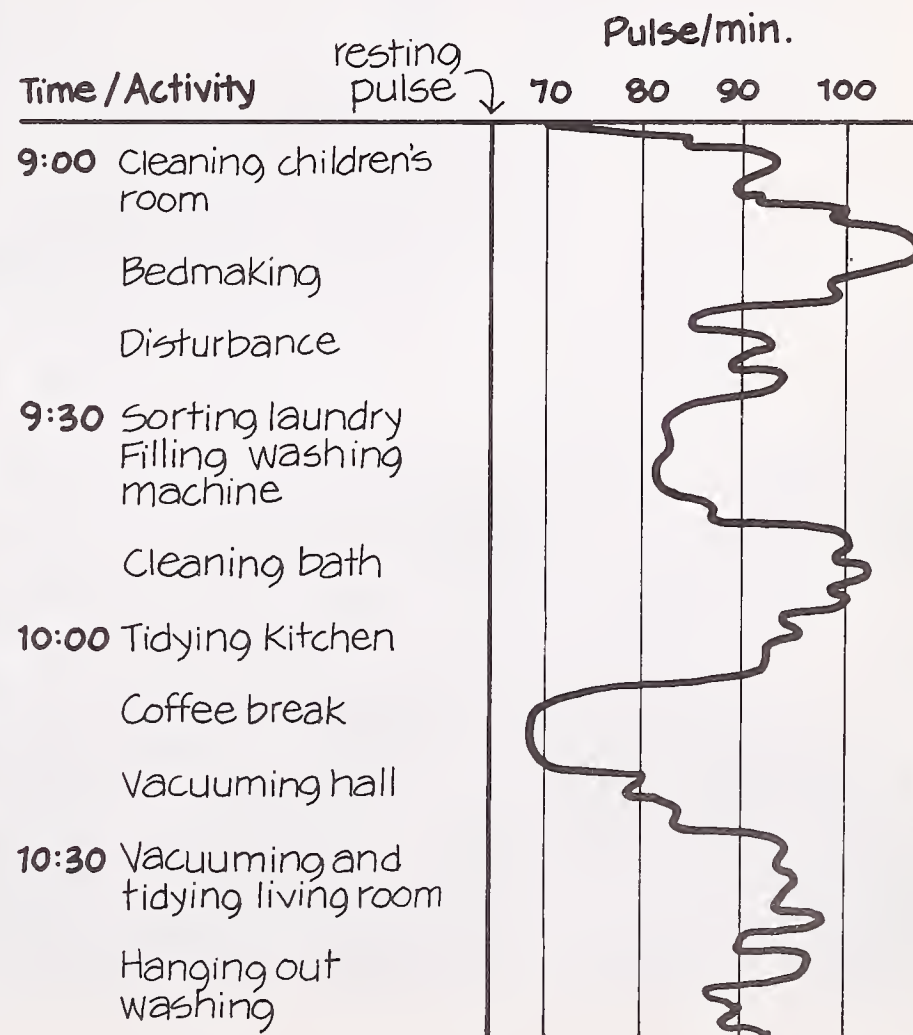 Pulse/min.
resting
pulse
Time / Activity
70 80 90 100
9:00 Cleaning children's
room
Bedmaking
Disturbance
9:30 Sorting laundry
Filling washing
machine
Cleaning bath
10:00 Tidying Kitchen
Coffee break
Vacuuming hall
10:30 Vacuuming and
tidying living room
Hanging out
washing